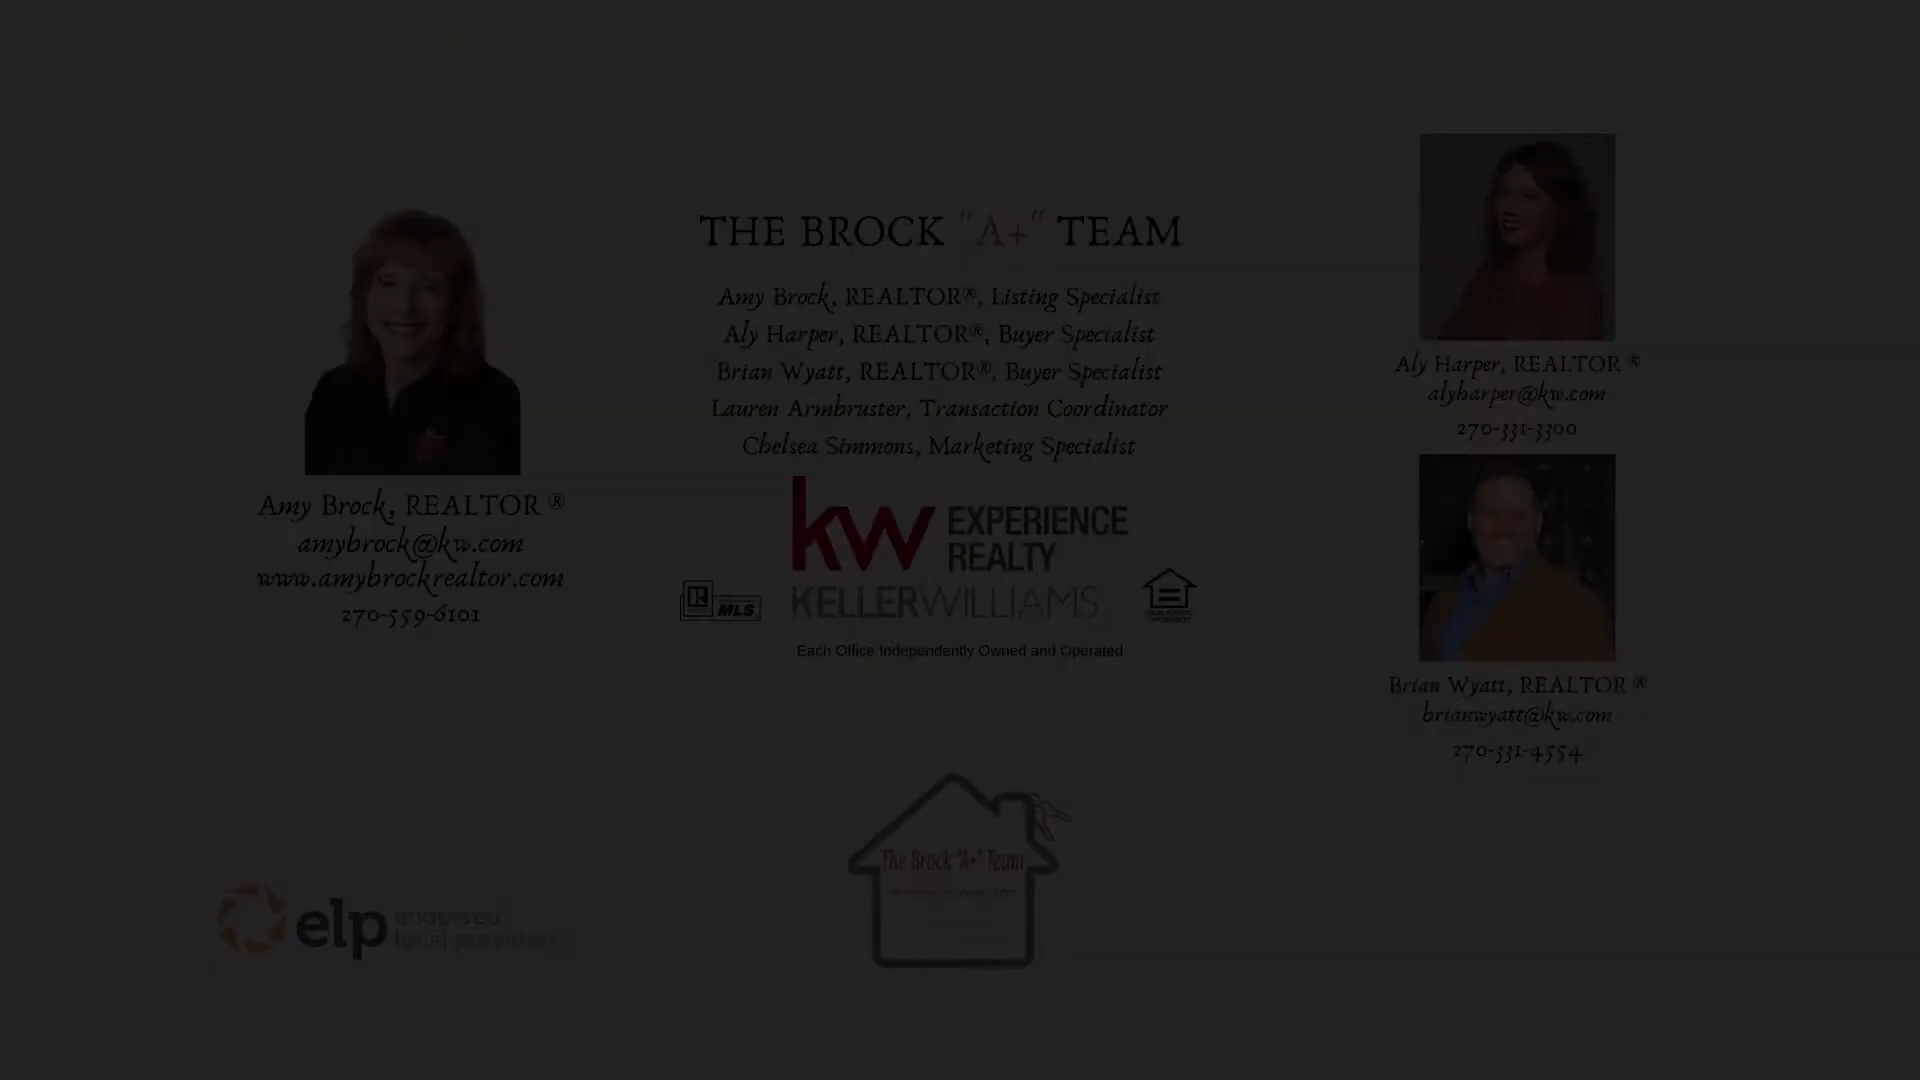 THE BROCK "A+" TEAM
Amy Brock, REALTOR®, Listing Specialist
Aly Harper, REALTOR®, Buyer Specialist
Brian Wyatt, REALTOR®, Buyer Specialist
Lauren Armbruster, Transaction Coordinator
Chelsea Simmons, Marketing Specialist
Amy Brock, REALTOR ®
amybrock@kw.com
www.amybrockrealtor.com
270-559-6101
kw EXPERIENCE
REALTY
KELLERWILLIAMS
R MLS
Each Office Independently Owned and Operated
Aly Harper, REALTOR ®
alyharper@kw.com
270-331-3300
Brian Wyatt, REALTOR ®
brianwyatt@kw.com
270-331-4554
The Brock "A+" Team
elp endorsed
local providers